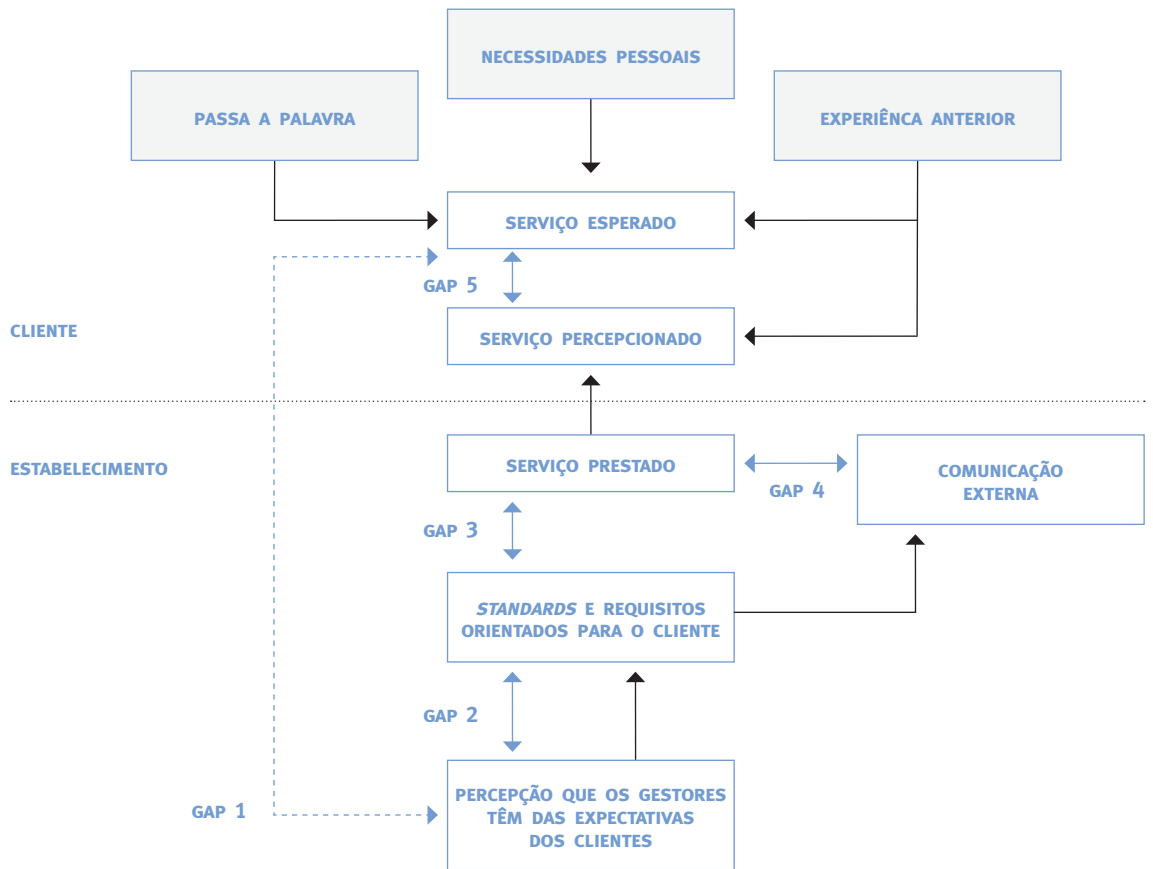 NECESSIDADES PESSOAIS
PASSA A PALAVRA
EXPERIÊNCA ANTERIOR
SERVIÇO ESPERADO
GAP 5
CLIENTE
SERVIÇO PERCEPCIONADO
ESTABELECIMENTO
SERVIÇO PRESTADO
GAP 4
COMUNICAÇÃO
EXTERNA
GAP 3
STANDARDS E REQUISITOS
ORIENTADOS PARA O CLIENTE
GAP 2
GAP 1
PERCEPÇÃO QUE OS GESTORES
TÊM DAS EXPECTATIVAS
DOS CLIENTES